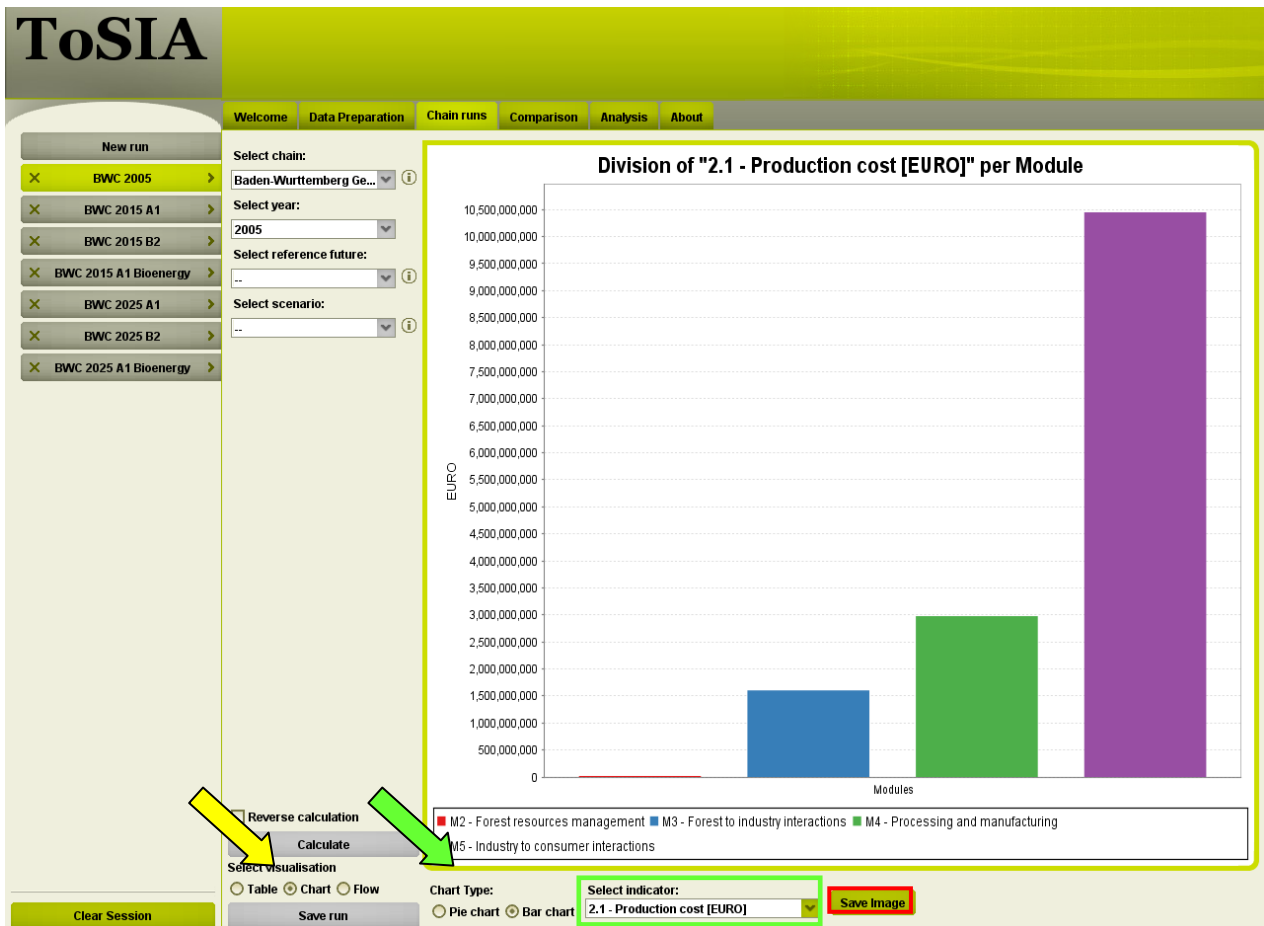 ToSIA
Welcome Data Preparation Chain runs Comparison Analysis About
New run
BWC 2005
BWC 2015 A1
BWC 2015 B2
BWC 2015 A1 Bioenergy
BWC 2025 A1
BWC 2025 B2
BWC 2025 A1 Bioenergy
Clear Session
Select chain:
Baden-Wurttemberg Ge...
Select year:
2005
Select reference future:
--
Select scenario:
--
Reverse calculation
Calculate
Select visualisation
Table Chart Flow
Save run
Division of "2.1 - Production cost [EURO]" per Module
10,500,000,000
10,000,000,000
9,500,000,000
9,000,000,000
8,500,000,000
8,000,000,000
7,500,000,000
7,000,000,000
6,500,000,000
6,000,000,000
5,500,000,000
5,000,000,000
4,500,000,000
4,000,000,000
3,500,000,000
3,000,000,000
2,500,000,000
2,000,000,000
1,500,000,000
1,000,000,000
500,000,000
0
EURO
Modules
M2 - Forest resources management M3 - Forest to industry interactions M4 - Processing and manufacturing
M5 - Industry to consumer interactions
Chart Type:
Pie chart Bar chart
Select indicator:
2.1 - Production cost [EURO]
Save Image